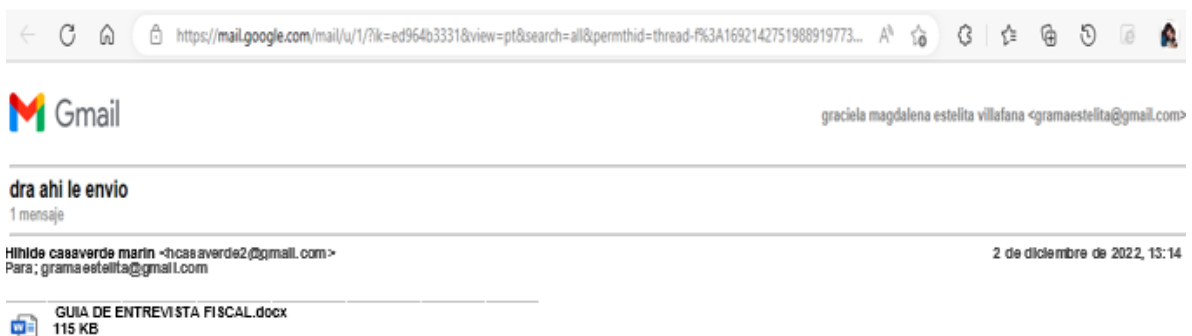 https://mail.google.com/mail/u/1/?ik=ed964b3331&view=pt&search=all&permthid=thread-f%3A1692142751988919773...
Gmail
graciela magdalena estelita villafana <gramaestelita@gmail.com>
dra ahi le envio
1 mensaje
Hihide casaverde marin <hcasaverde2@gmail.com>
2 de diciembre de 2022, 13:14
Para; gramaestelita@gmail.com
GUIA DE ENTREVISTA FISCAL.docx
115 KB